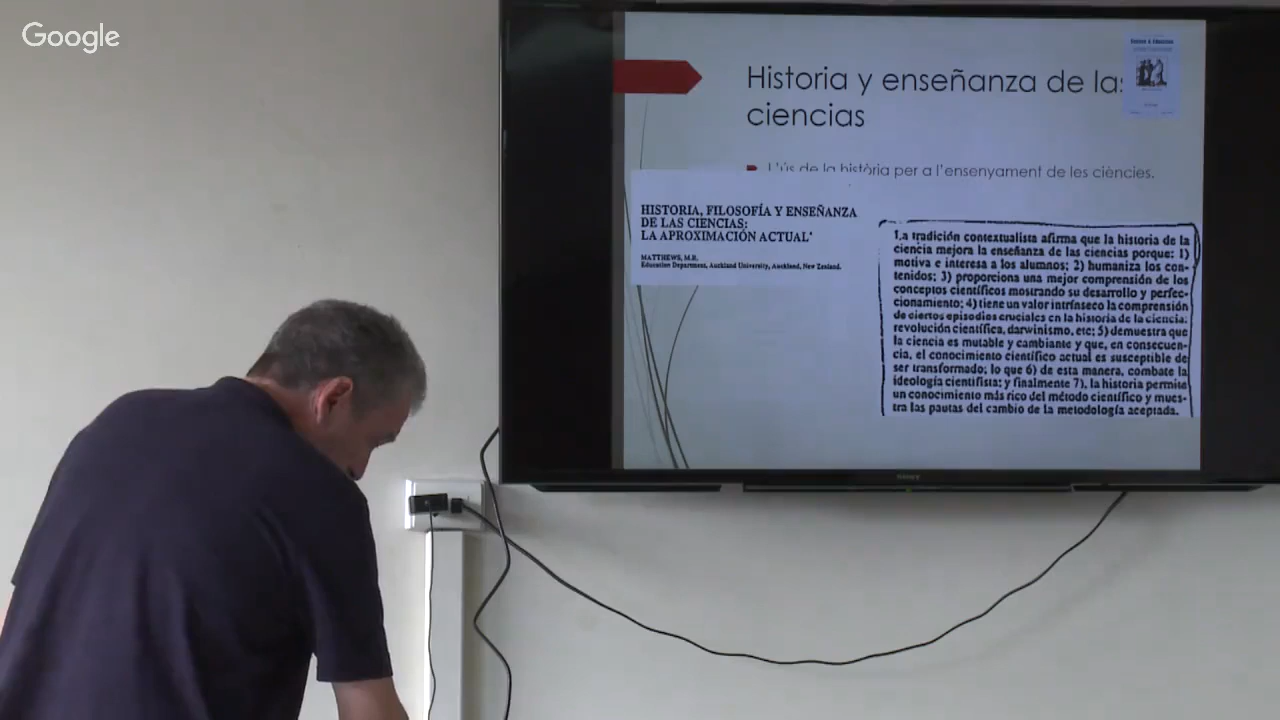 Google
Historia y enseñanza de las
ciencias
L'ús de la història per a l'ensenyament de les ciències.
HISTORIA, FILOSOFÍA Y ENSEÑANZA
DE LAS CIENCIAS:
LA APROXIMACIÓN ACTUAL*
MATTHEWS, M.R.
Education Department, Auckland University, Auckland, New Zealand.
La tradición contextualista afirma que la historia de la
ciencia mejora la enseñanza de las ciencias porque: 1)
motiva e interesa a los alumnos; 2) humaniza los con-
tenidos; 3) proporciona una mejor comprensión de los
conceptos científicos mostrando su desarrollo y perfec-
cionamiento; 4) tiene un valor intrínseco la comprensión
de ciertos episodios cruciales en la historia de la ciencia:
revolución científica, darwinismo, etc; 5) demuestra que
la ciencia es mutable y cambiante y que, en consecuen-
cia, el conocimiento científico actual es susceptible de
ser transformado; lo que 6) de esta manera, combate la
ideología cientifista; y finalmente 7), la historia permite
un conocimiento más rico del método científico y mues-
tra las pautas del cambio de la metodología aceptada.
SONY